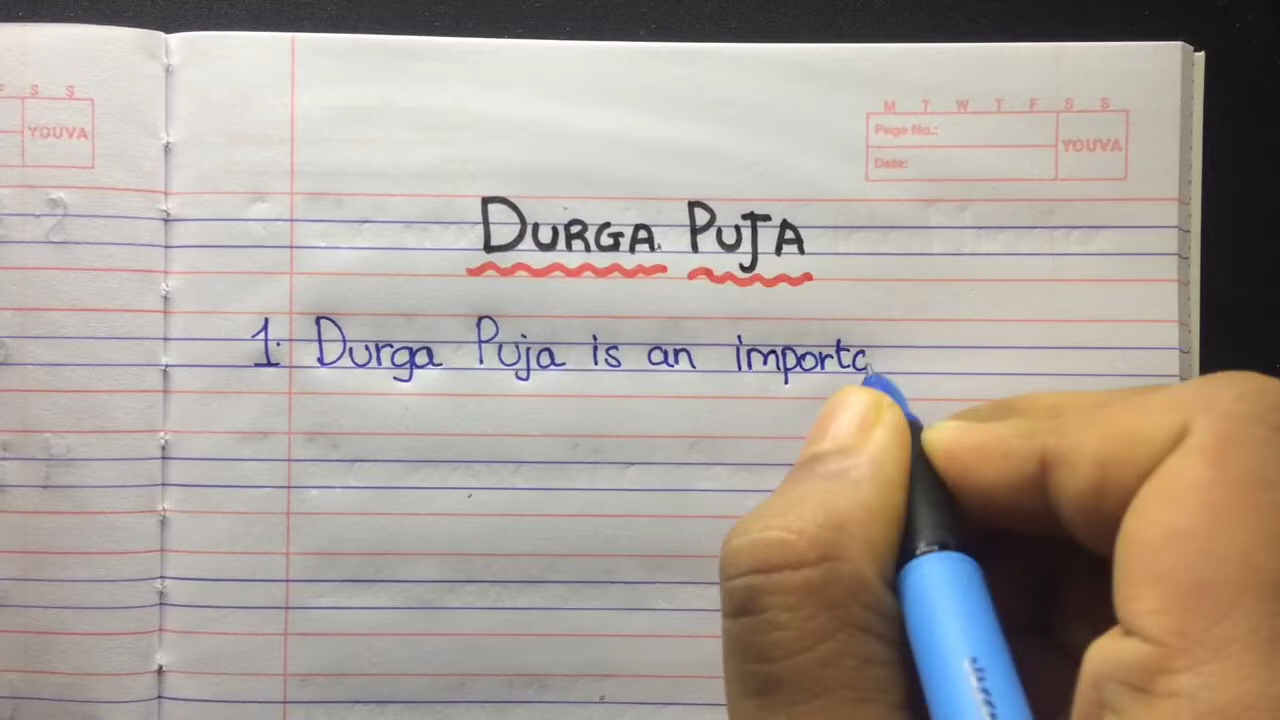 F S S
YOUVA
M T W T F S S
Page No.:
YOUVA
Date:
DURGA PUJA
1. Durga Puja is an importa